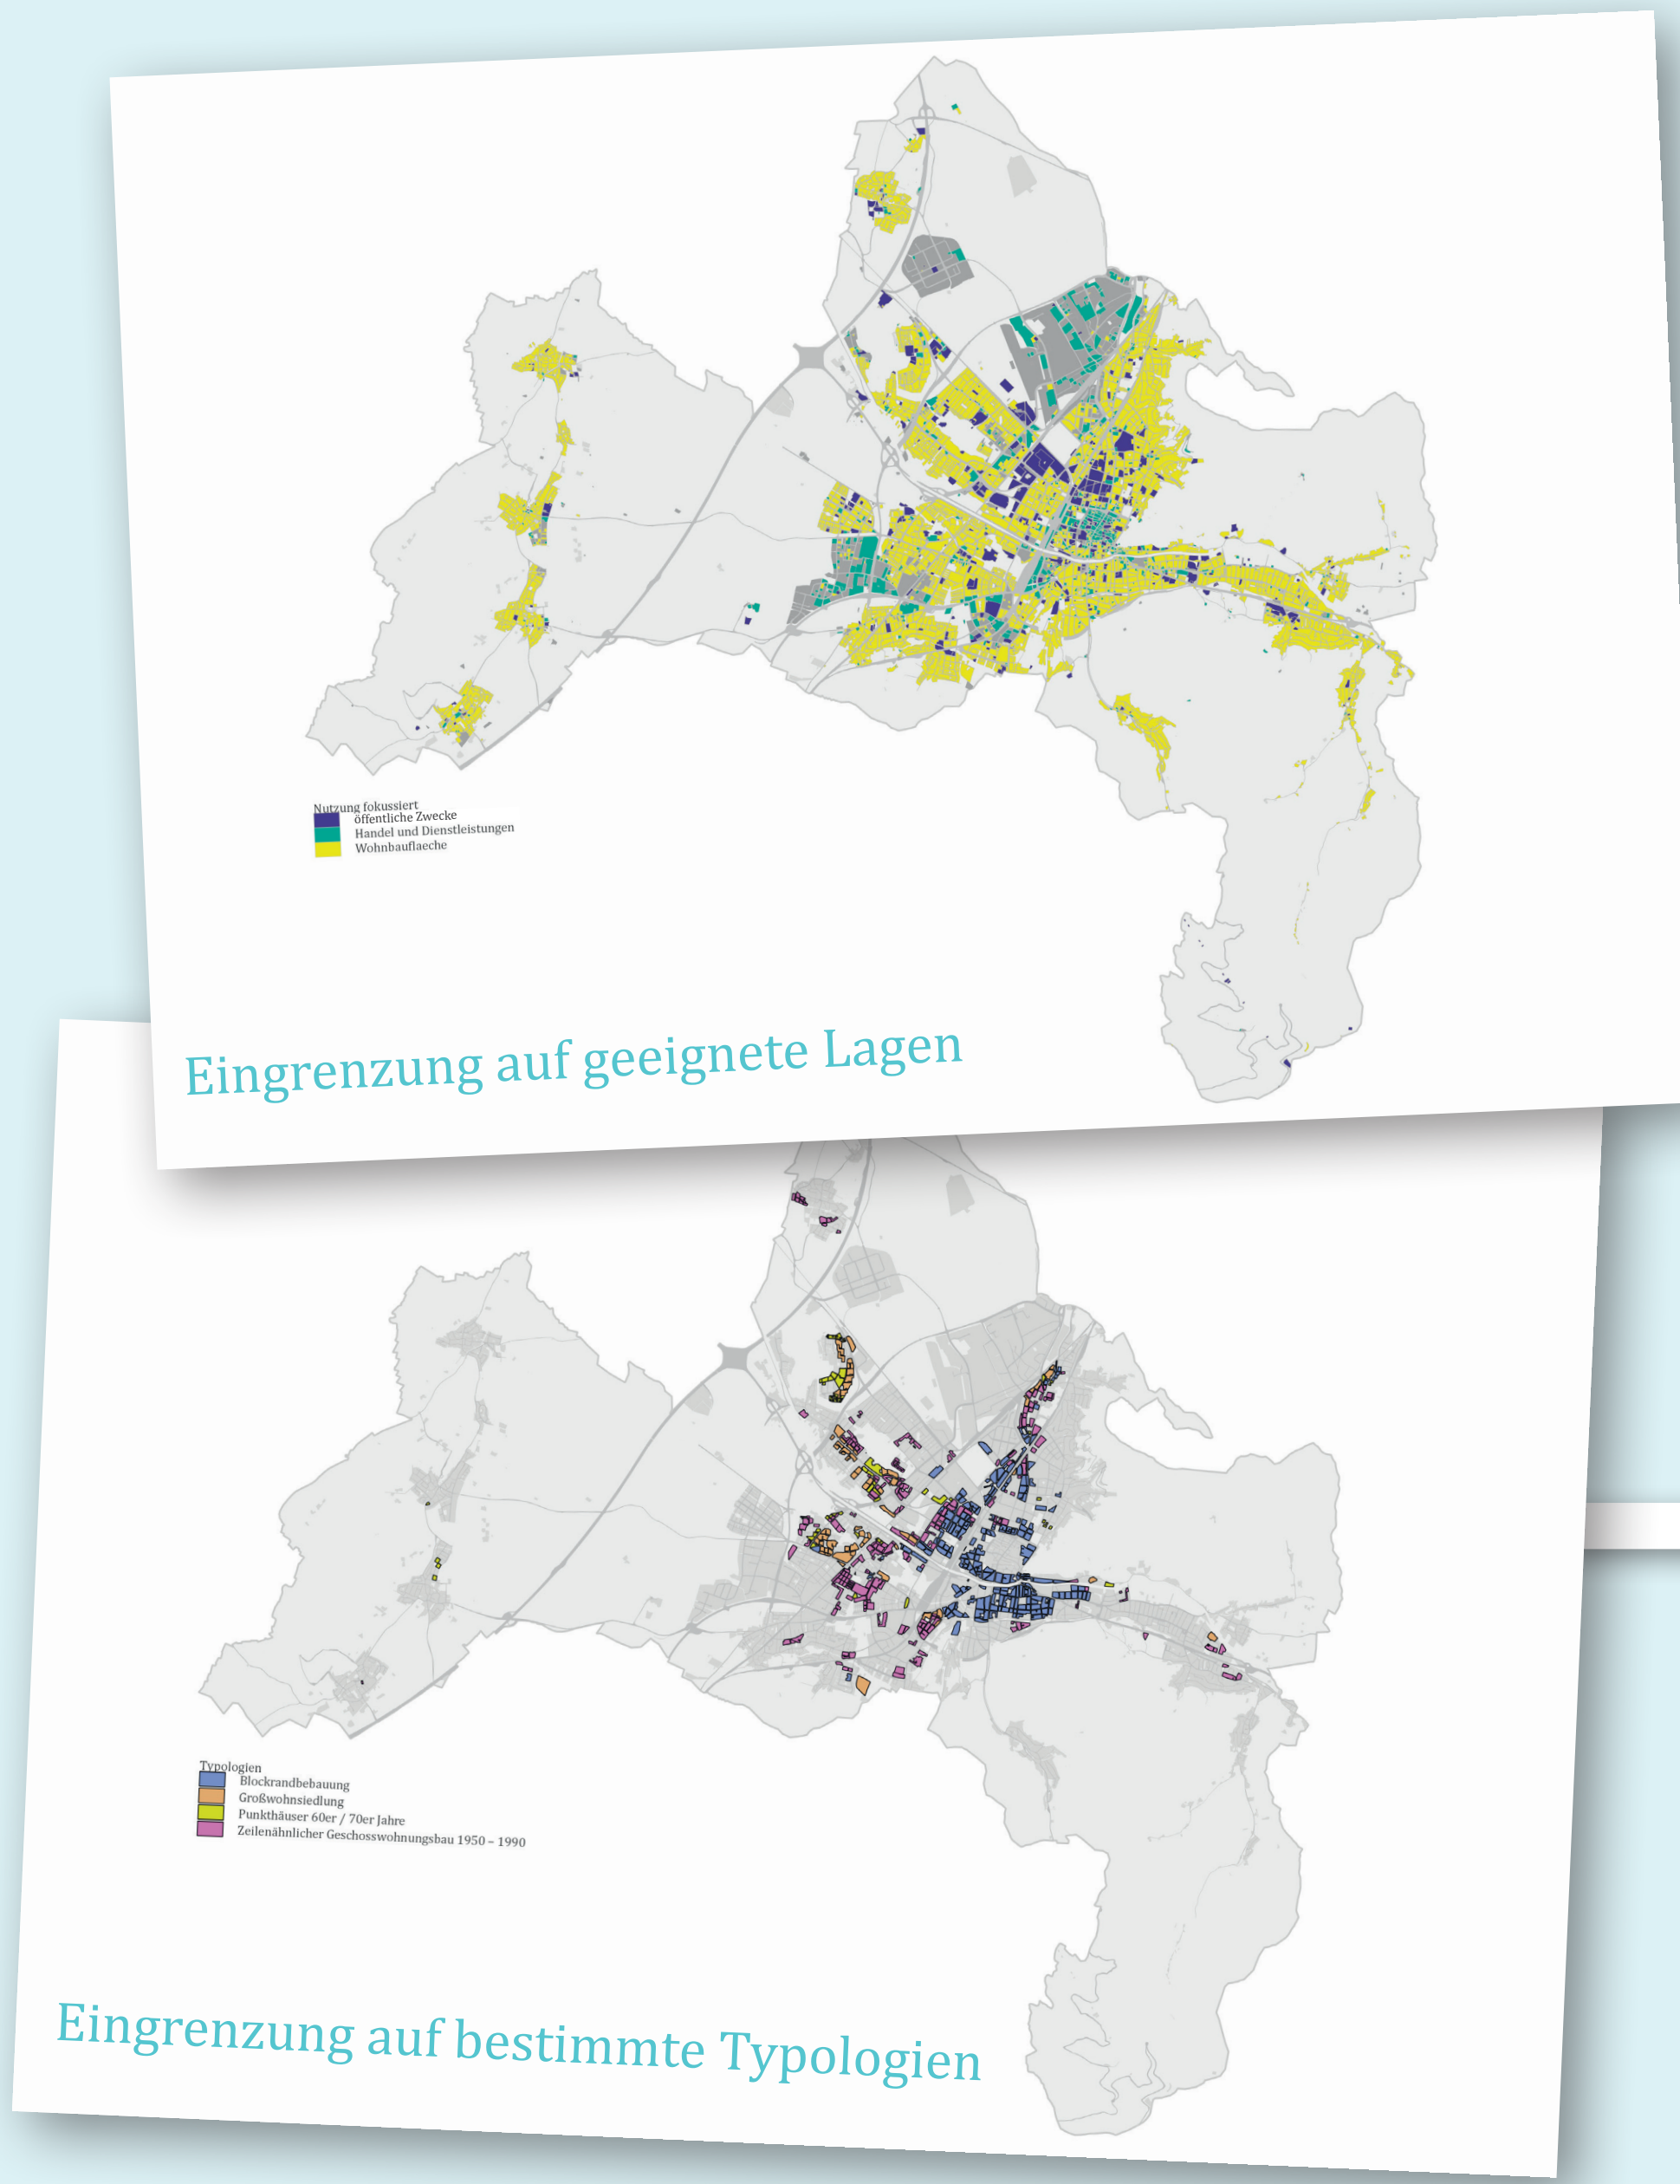 Nutzung fokussiert
öffentliche Zwecke
Handel und Dienstleistungen
Wohnbauflaeche
Eingrenzung auf geeignete Lagen
Typologien
Blockrandbebauung
Großwohnsiedlung
Punkthäuser 60er / 70er Jahre
Zeilenähnlicher Geschosswohnungsbau 1950 – 1990
Eingrenzung auf bestimmte Typologien